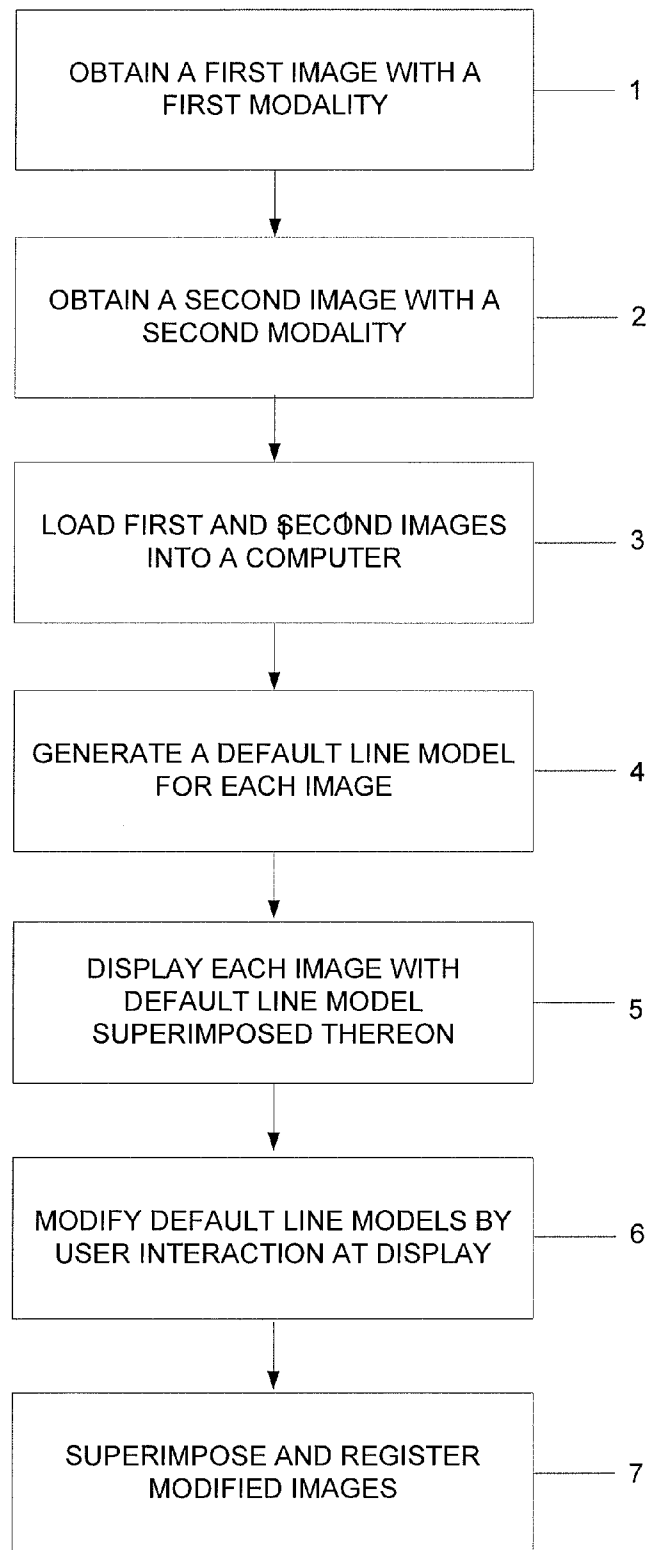 OBTAIN A FIRST IMAGE WITH A
FIRST MODALITY
1
OBTAIN A SECOND IMAGE WITH A
SECOND MODALITY
2
LOAD FIRST AND SECOND IMAGES
INTO A COMPUTER
3
GENERATE A DEFAULT LINE MODEL
FOR EACH IMAGE
4
DISPLAY EACH IMAGE WITH
DEFAULT LINE MODEL
SUPERIMPOSED THEREON
5
MODIFY DEFAULT LINE MODELS BY
USER INTERACTION AT DISPLAY
6
SUPERIMPOSE AND REGISTER
MODIFIED IMAGES
7